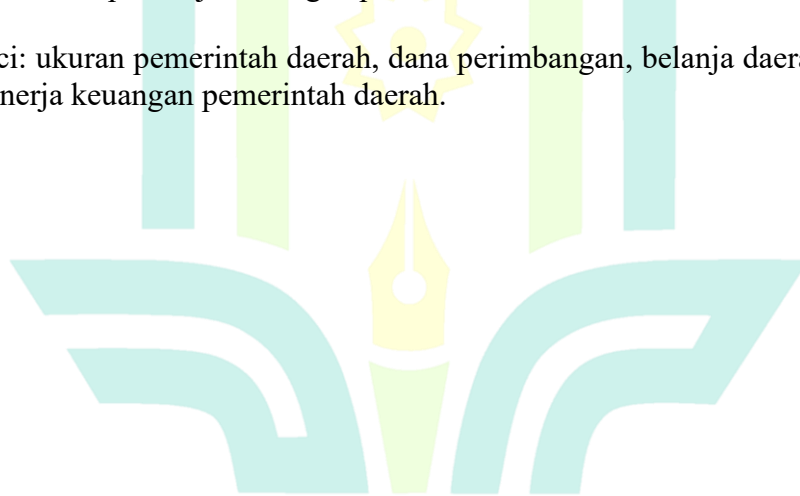 ci: ukuran pemerintah daerah, dana perimbangan, belanja daera
nerja keuangan pemerintah daerah.